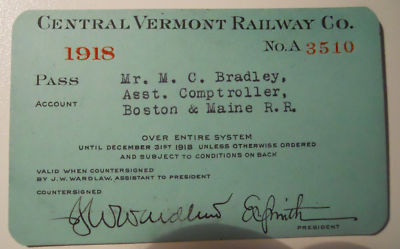 CENTRAL VERMONT RAILWAY CO.
1918 No. A 3510
PASS Mr. M. C. Bradley,
Asst. Comptroller,
ACCOUNT Boston & Maine R.R.
OVER ENTIRE SYSTEM
UNTIL DECEMBER 31ST 1918 UNLESS OTHERWISE ORDERED
AND SUBJECT TO CONDITIONS ON BACK
VALID WHEN COUNTERSIGNED
BY J.W. WARDLAW. ASSISTANT TO PRESIDENT
COUNTERSIGNED
J W Wardlaw E C Smith
PRESIDENT